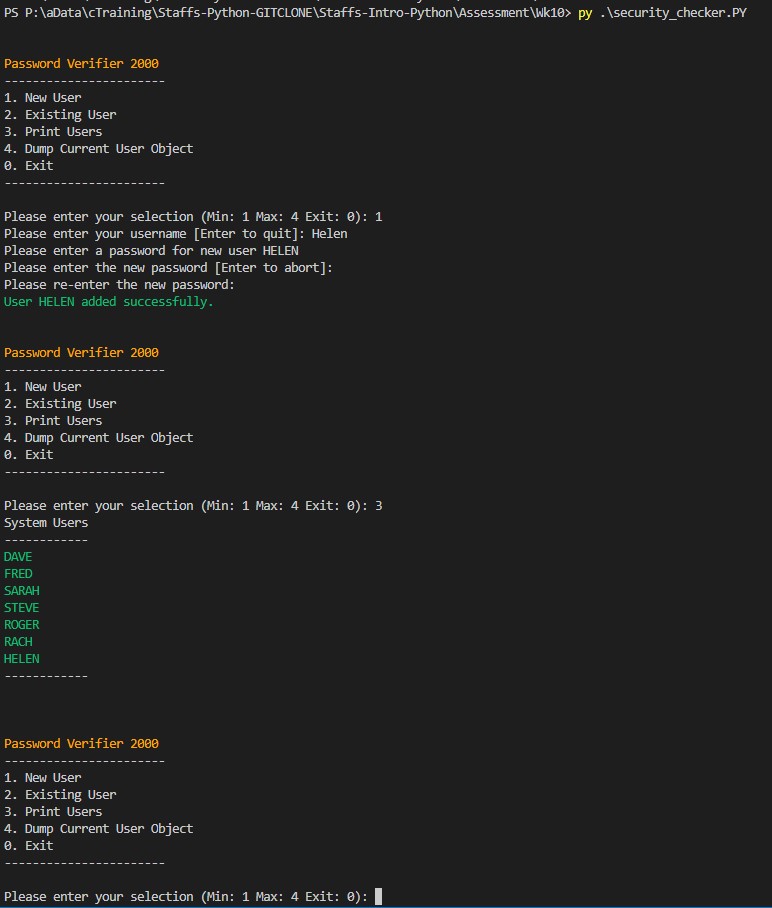 PS P:\aData\cTraining\Staffs-Python-GITCLONE\Staffs-Intro-Python\Assessment\Wk10> py .\security_checker.PY
Password Verifier 2000
-----------------------
1. New User
2. Existing User
3. Print Users
4. Dump Current User Object
0. Exit
-----------------------
Please enter your selection (Min: 1 Max: 4 Exit: 0): 1
Please enter your username [Enter to quit]: Helen
Please enter a password for new user HELEN
Please enter the new password [Enter to abort]:
Please re-enter the new password:
User HELEN added successfully.
Password Verifier 2000
-----------------------
1. New User
2. Existing User
3. Print Users
4. Dump Current User Object
0. Exit
-----------------------
Please enter your selection (Min: 1 Max: 4 Exit: 0): 3
System Users
------------
DAVE
FRED
SARAH
STEVE
ROGER
RACH
HELEN
------------
Password Verifier 2000
-----------------------
1. New User
2. Existing User
3. Print Users
4. Dump Current User Object
0. Exit
-----------------------
Please enter your selection (Min: 1 Max: 4 Exit: 0):